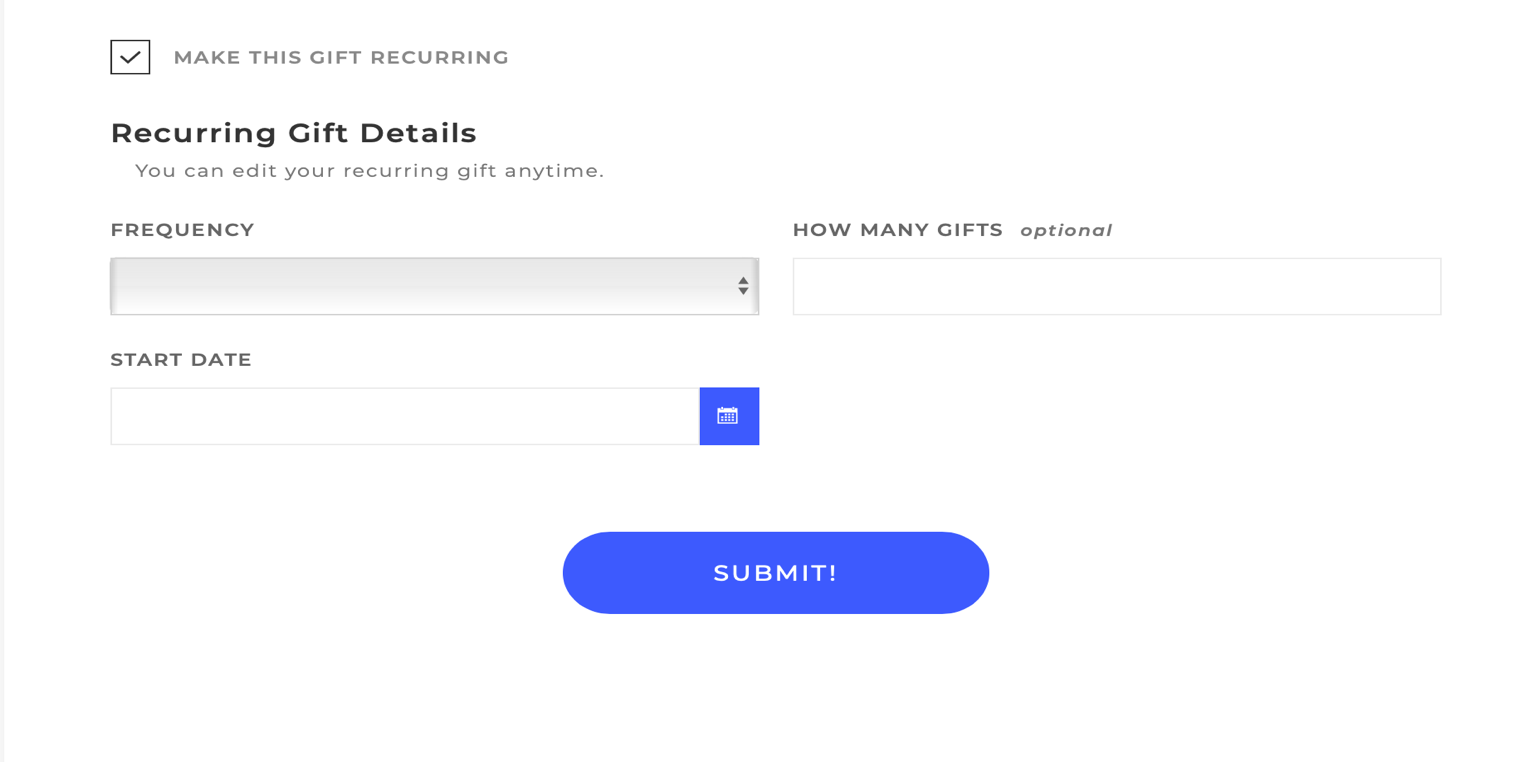 MAKE THIS GIFT RECURRING
Recurring Gift Details
You can edit your recurring gift anytime.
FREQUENCY
HOW MANY GIFTS optional
START DATE
SUBMIT!